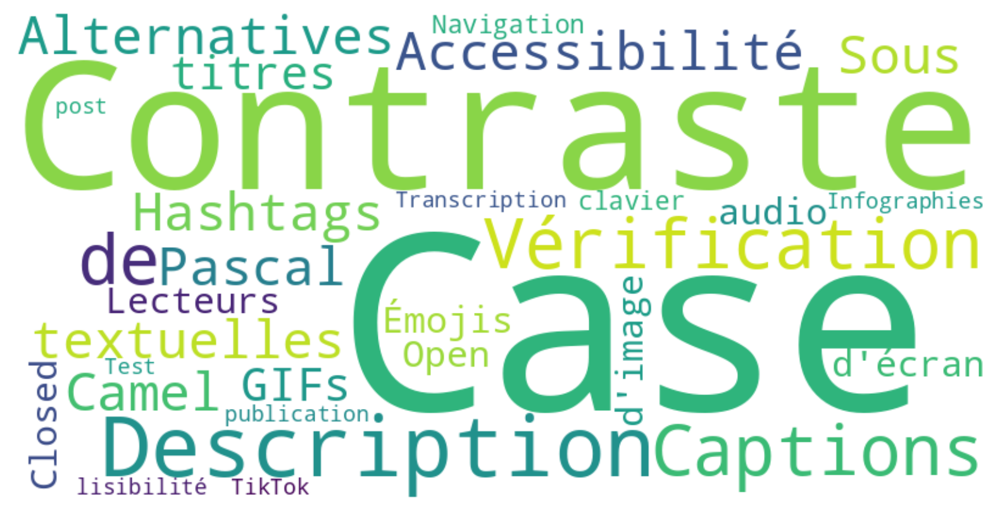 Alternatives
Navigation
Accessibilité
Sous
titres
Contraste
post
Hashtags
Transcription
clavier
audio
Infographies
Vérification
de
Pascal
Case
Lecteurs
Émojis
d'image
textuelles
Open
d'écran
Test
Camel
GIFs
closed
publication
Description
Captions
lisibilité
TikTok